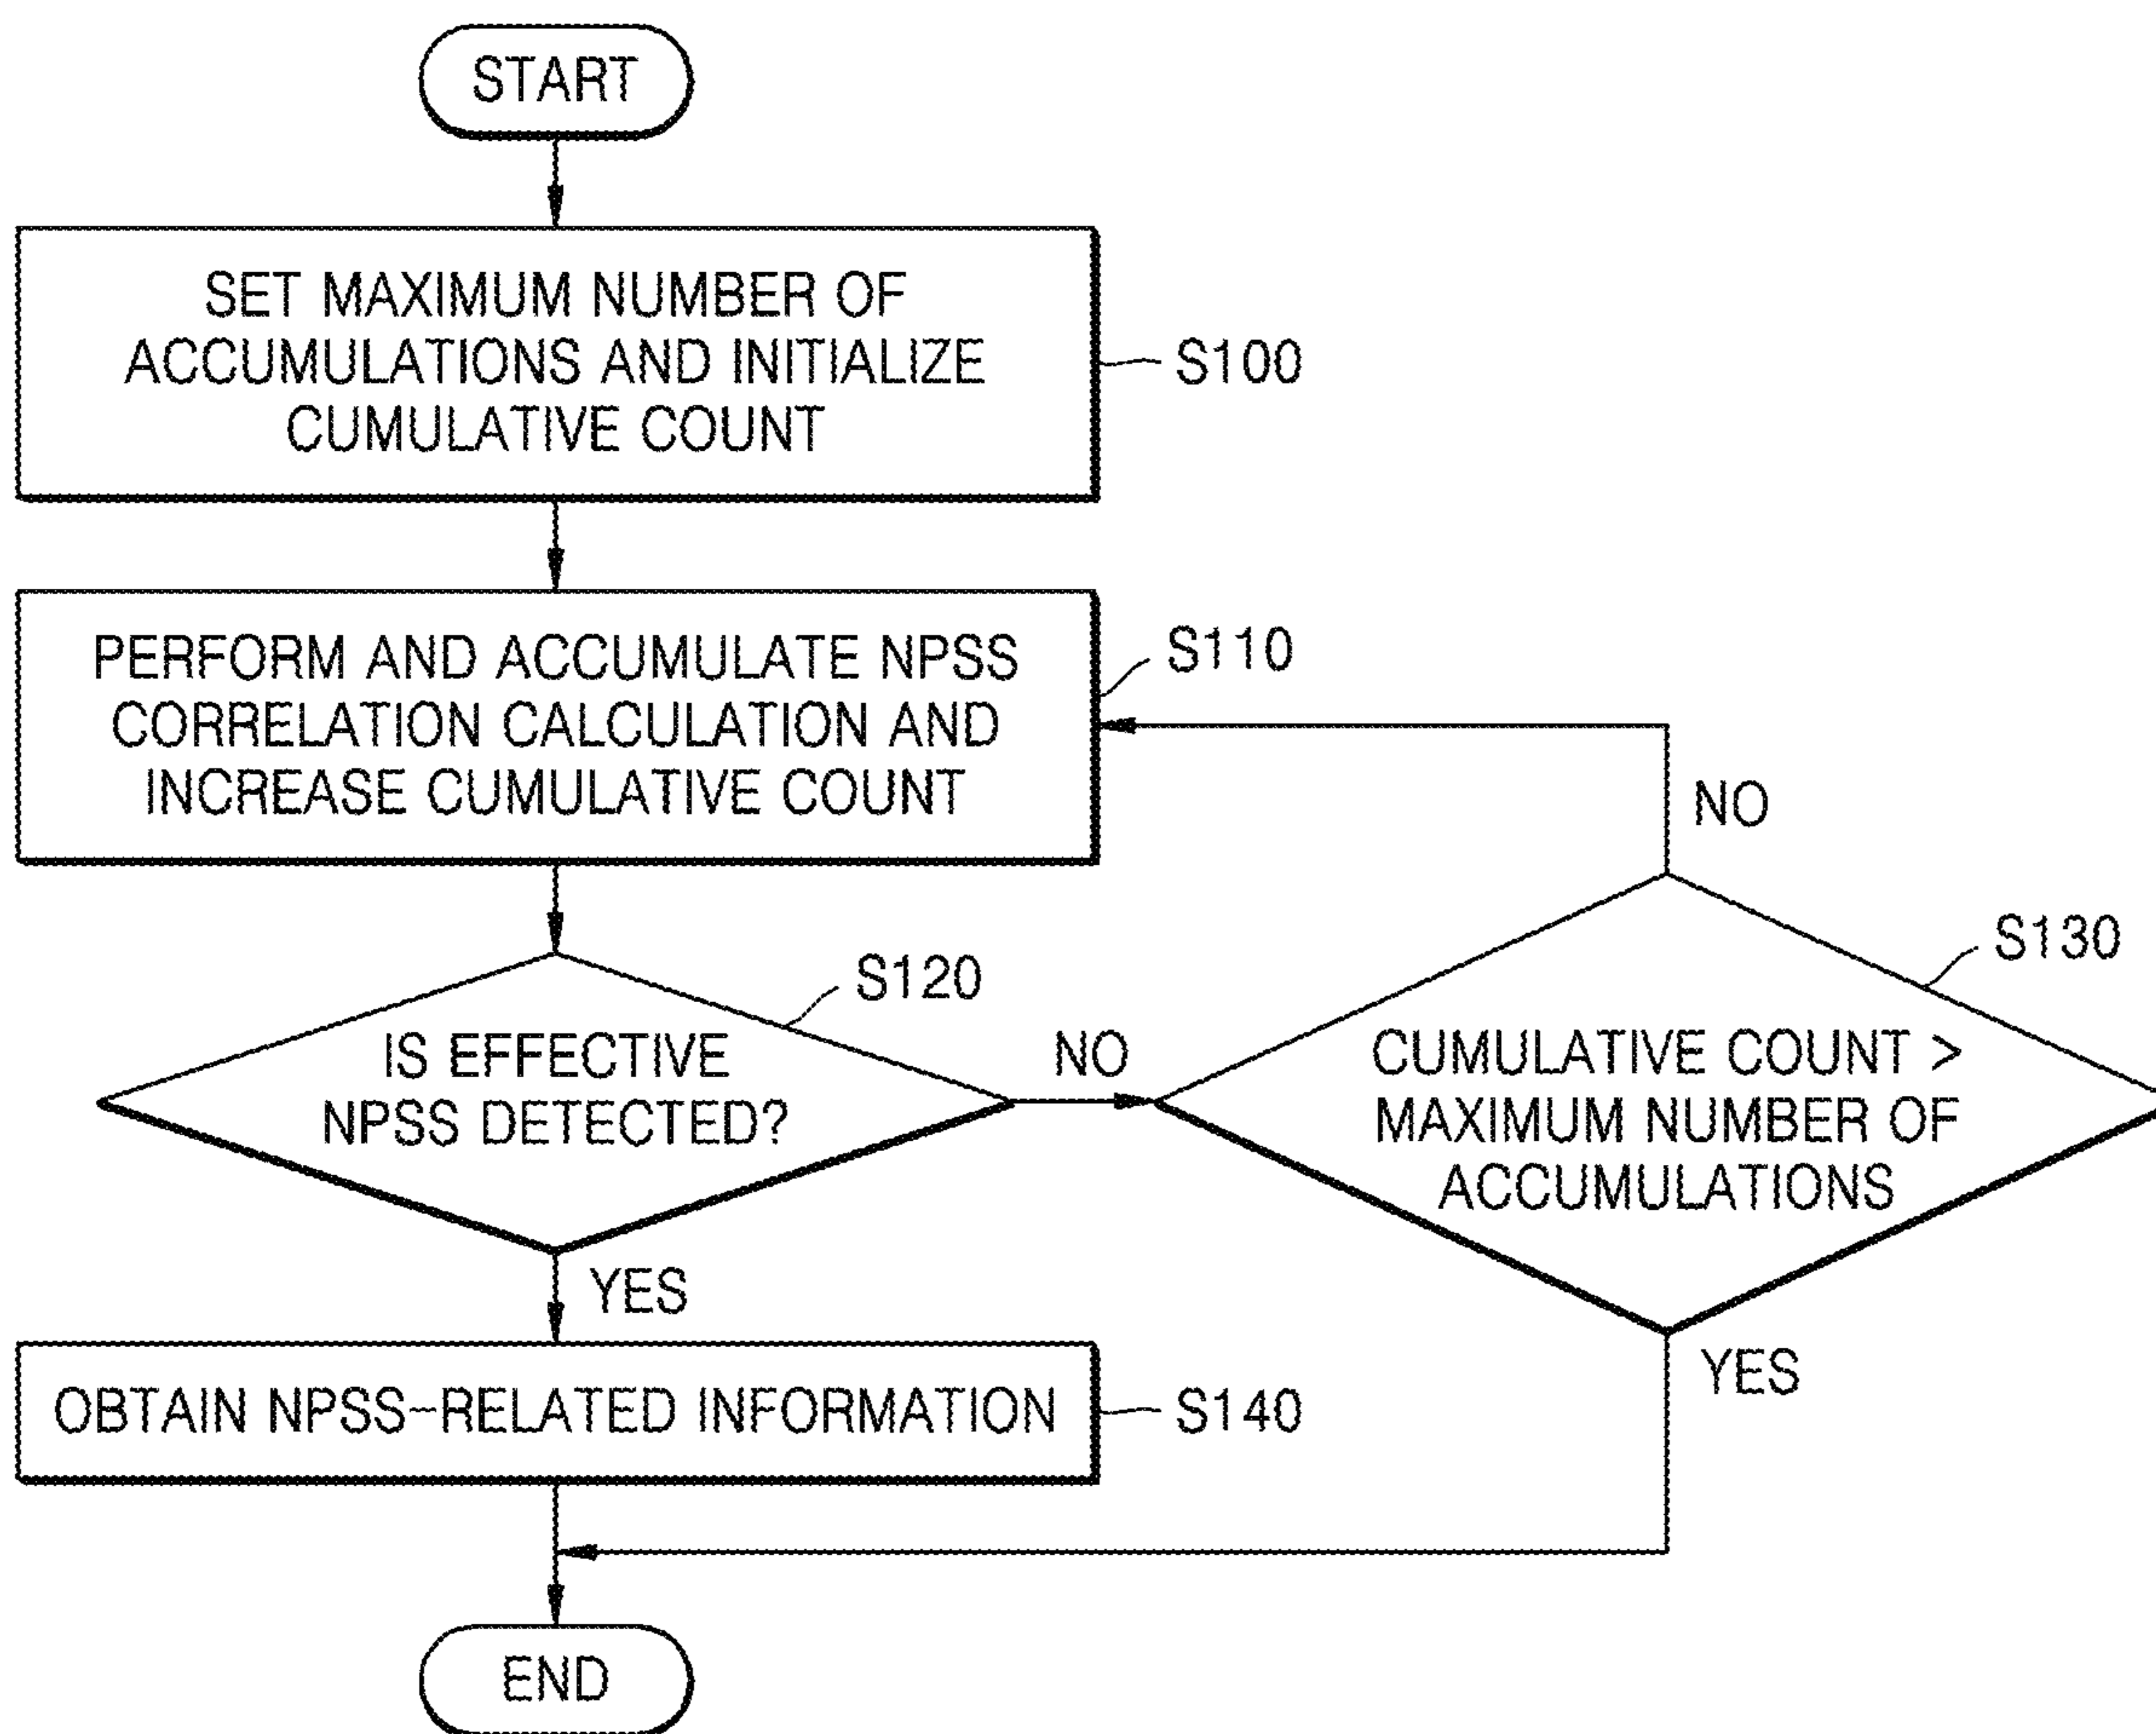 START
SET MAXIMUM NUMBER OF
ACCUMULATIONS AND INITIALIZE
CUMULATIVE COUNT
S100
PERFORM AND ACCUMULATE NPSS
CORRELATION CALCULATION AND
INCREASE CUMULATIVE COUNT
S110
NO
S120
IS EFFECTIVE
NPSS DETECTED?
NO
S130
CUMULATIVE COUNT >
MAXIMUM NUMBER OF
ACCUMULATIONS
YES
YES
OBTAIN NPSS-RELATED INFORMATION
S140
END